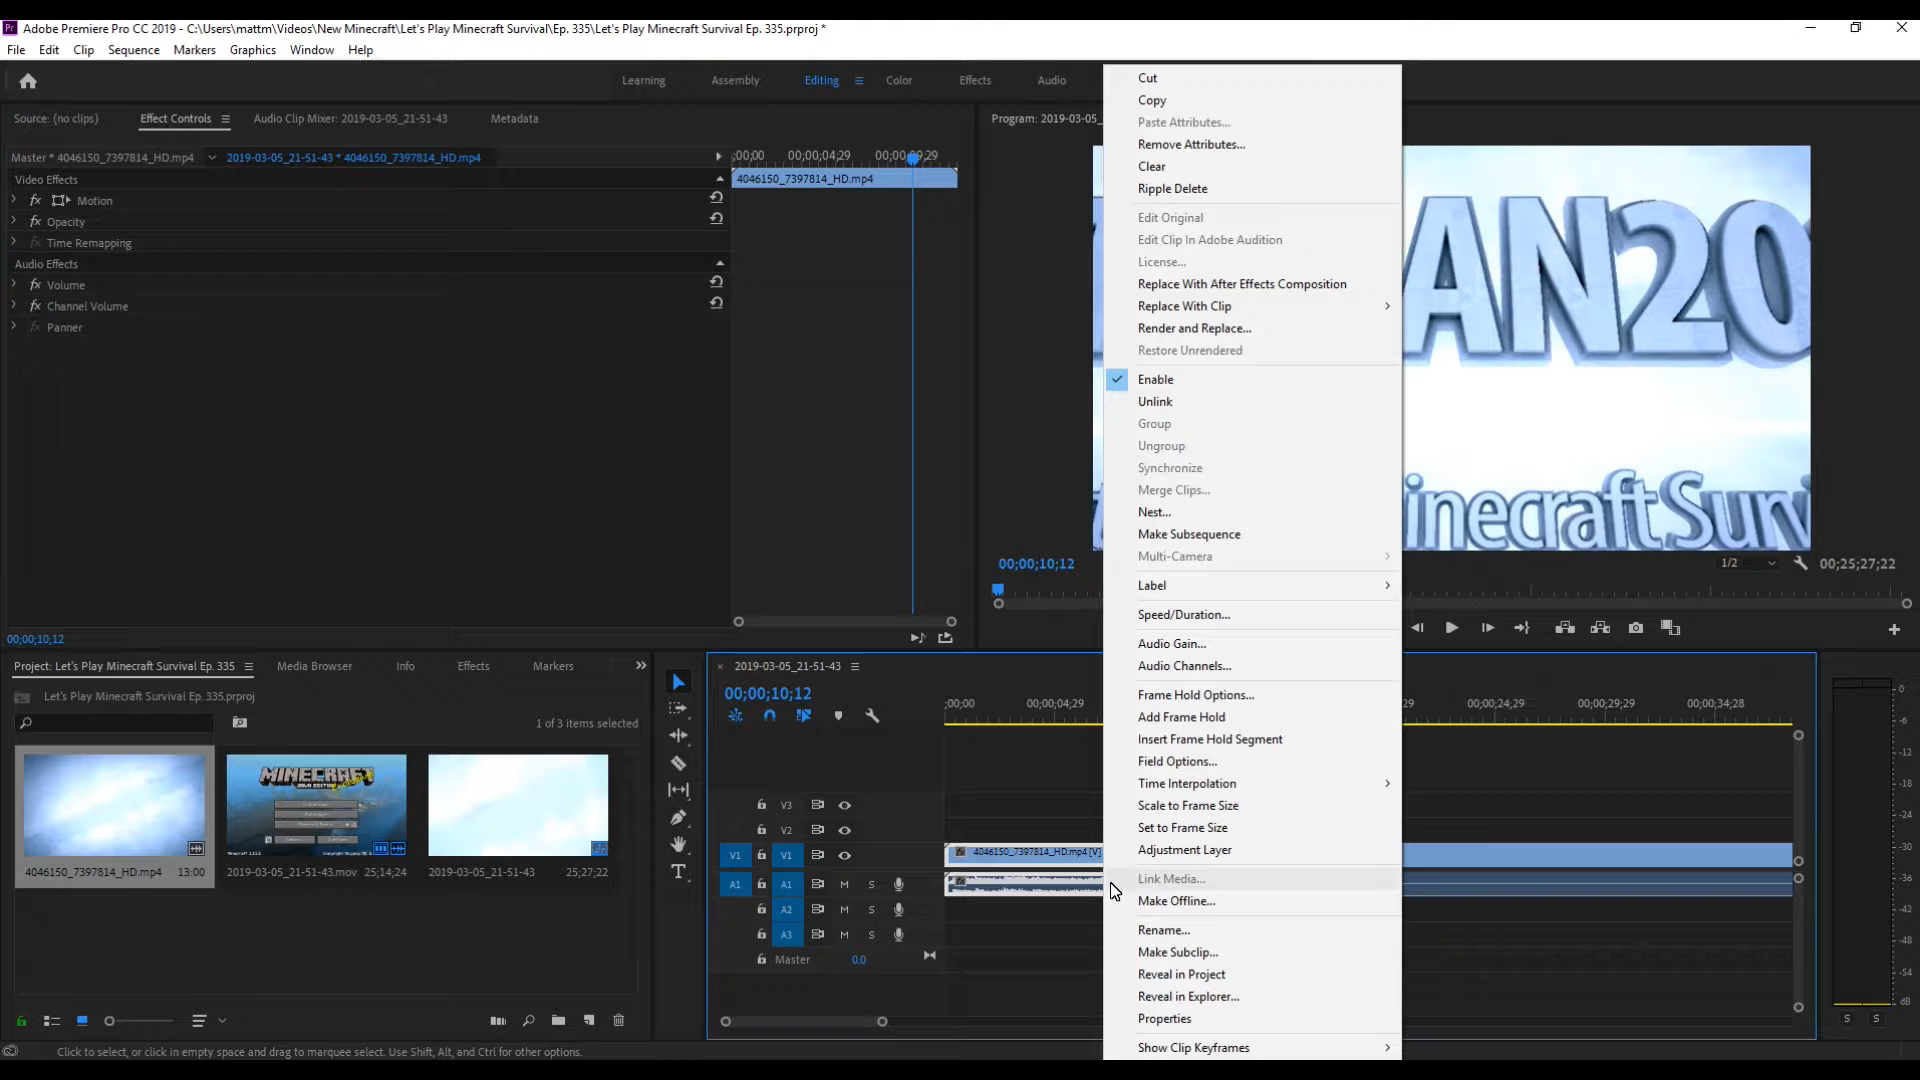 Adobe Premiere Pro CC 2019 - C:\Users\mattm\Videos\New Minecraft\Let's Play Minecraft Survival\Ep. 335\Let's Play Minecraft Survival Ep. 335.prproj *
File Edit Clip Sequence Markers Graphics Window Help
Learning Assembly Editing Color Effects Audio
Source: (no clips) Effect Controls Audio Clip Mixer: 2019-03-05_21-51-43 Metadata
Master * 4046150_7397814_HD.mp4 2019-03-05_21-51-43 * 4046150_7397814_HD.mp4
;00;00 00;00;04;29 00;00;09;29
4046150_7397814_HD.mp4
Video Effects
fx Motion
fx Opacity
fx Time Remapping
Audio Effects
fx Volume
fx Channel Volume
fx Panner
00;00;10;12
Program: 2019-03-05_
AN20
inecraft Surv
00;00;10;12 1/2 00;25;27;22
Cut
Copy
Paste Attributes...
Remove Attributes...
Clear
Ripple Delete
Edit Original
Edit Clip In Adobe Audition
License...
Replace With After Effects Composition
Replace With Clip
Render and Replace...
Restore Unrendered
Enable
Unlink
Group
Ungroup
Synchronize
Merge Clips...
Nest...
Make Subsequence
Multi-Camera
Label
Speed/Duration...
Audio Gain...
Audio Channels...
Frame Hold Options...
Add Frame Hold
Insert Frame Hold Segment
Field Options...
Time Interpolation
Scale to Frame Size
Set to Frame Size
Adjustment Layer
Link Media...
Make Offline...
Rename...
Make Subclip...
Reveal in Project
Reveal in Explorer...
Properties
Show Clip Keyframes
Project: Let's Play Minecraft Survival Ep. 335 Media Browser Info Effects Markers
Let's Play Minecraft Survival Ep. 335.prproj
1 of 3 items selected
MINECRAFT
4046150_7397814_HD.mp4 13:00 2019-03-05_21-51-43.mov 25;14;24 2019-03-05_21-51-43 25;27;22
2019-03-05_21-51-43
00;00;10;12
;00;00 00;00;04;29 29 00;00;24;29 00;00;29;29 00;00;34;28
V3
V2
V1 V1 4046150_7397814_HD.mp4 [V]
A1 A1 M S
A2 M S
A3 M S
Master 0.0
0
-6
-12
-18
-24
-30
-36
-42
-48
-54
dB
S S
Click to select, or click in empty space and drag to marquee select. Use Shift, Alt, and Ctrl for other options.